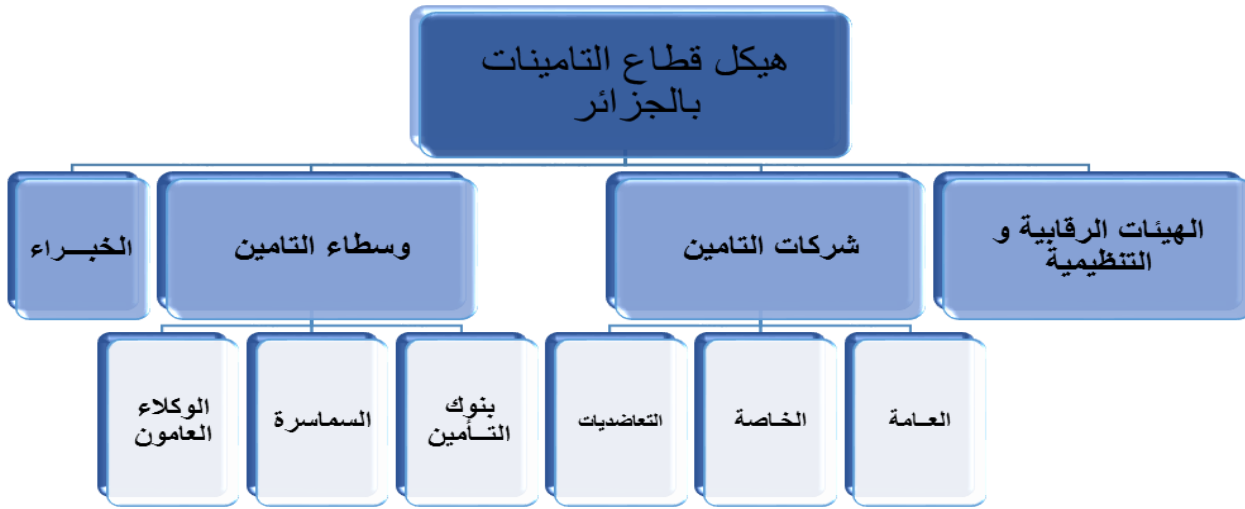 هيكل قطاع التامينات
بالجزائر
الهيئات الرقابية و
التنظيمية
شركات التامين
وسطاء التامين
الخبـــراء
العـامة
الخـاصة
التعاضديات
بنوك
التــأمين
السماسرة
الوكلاء
العامون